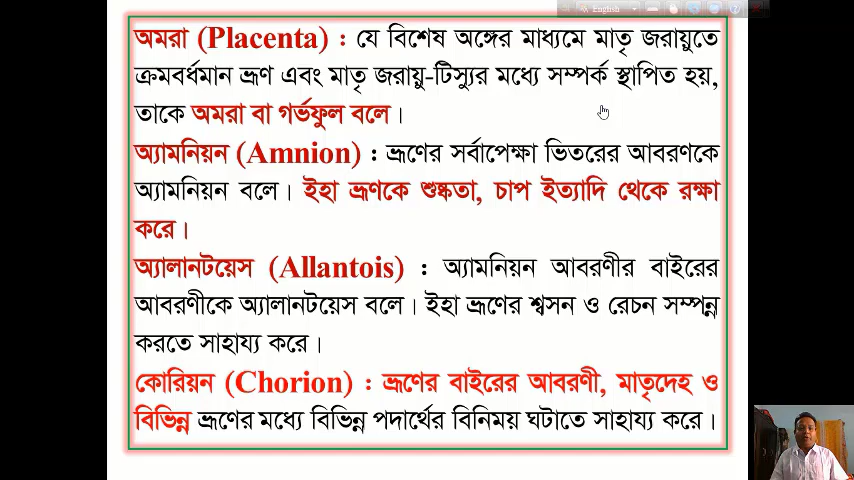 English
অমরা (Placenta) : যে বিশেষ অঙ্গের মাধ্যমে মাতৃ জরায়ুতে
ক্রমবর্ধমান ভ্রূণ এবং মাতৃ জরায়ু-টিস্যুর মধ্যে সম্পর্ক স্থাপিত হয়,
তাকে অমরা বা গর্ভফুল বলে।
অ্যামনিয়ন (Amnion) : ভ্রূণের সর্বাপেক্ষা ভিতরের আবরণকে
অ্যামনিয়ন বলে। ইহা ভ্রূণকে শুষ্কতা, চাপ ইত্যাদি থেকে রক্ষা
করে।
অ্যালানটয়েস (Allantois) : অ্যামনিয়ন আবরণীর বাইরের
আবরণীকে অ্যালানটয়েস বলে। ইহা ভ্রূণের শ্বসন ও রেচন সম্পন্ন
করতে সাহায্য করে।
কোরিয়ন (Chorion) : ভ্রূণের বাইরের আবরণী, মাতৃদেহ ও
বিভিন্ন ভ্রূণের মধ্যে বিভিন্ন পদার্থের বিনিময় ঘটাতে সাহায্য করে।